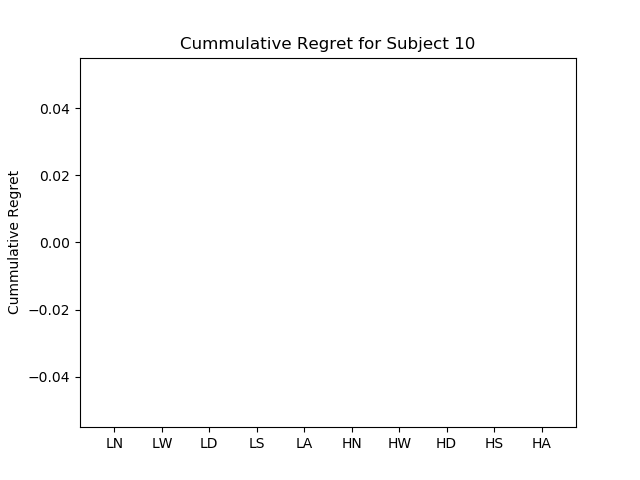 Cummulative Regret for Subject 10
Cummulative Regret
0.04
0.02
0.00
−0.02
−0.04
LN LW LD LS LA HN HW HD HS HA